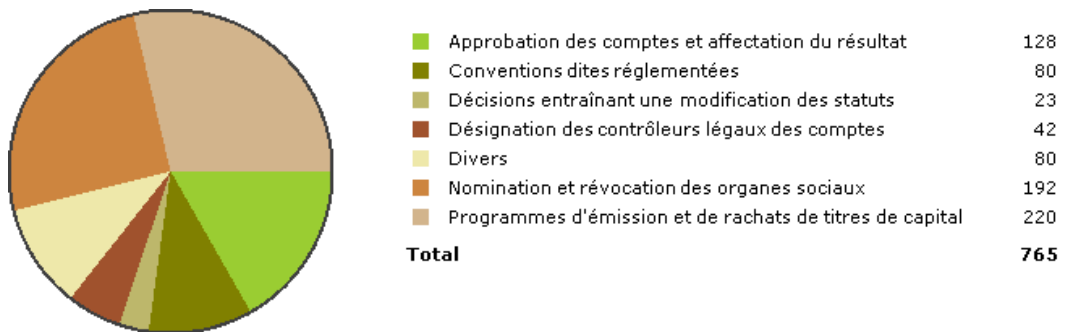 Approbation des comptes et affectation du résultat 128
Conventions dites réglementées 80
Décisions entraînant une modification des statuts 23
Désignation des contrôleurs légaux des comptes 42
Divers 80
Nomination et révocation des organes sociaux 192
Programmes d'émission et de rachats de titres de capital 220
Total 765